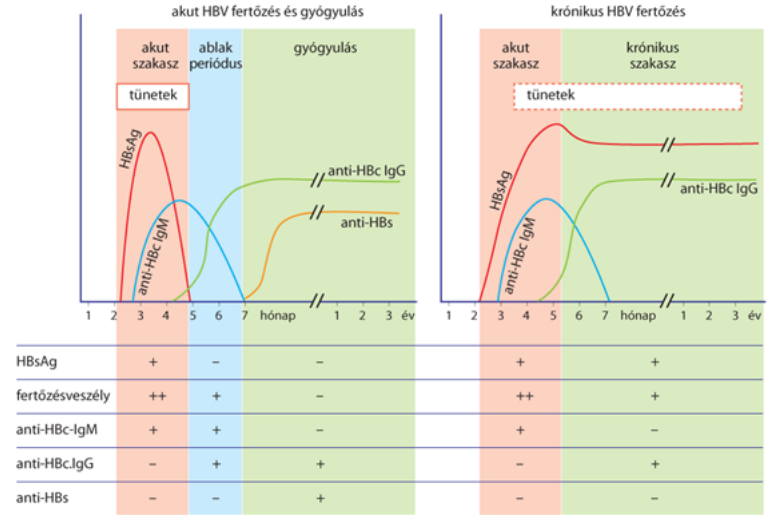 akut HBV fertőzés és gyógyulás
krónikus HBV fertőzés
akut szakasz
ablak periódus
gyógyulás
akut szakasz
krónikus szakasz
tünetek
tünetek
HBsAg
anti-HBc IgM
anti-HBc IgG
anti-HBs
HBsAg
anti-HBc IgM
anti-HBc IgG
1 2 3 4 5 6 7 hónap 1 2 3 év
1 2 3 4 5 6 7 hónap 1 2 3 év
HBsAg + – – + +
fertőzésveszély ++ + – ++ +
anti-HBc-IgM + + – + –
anti-HBc.IgG – + + – +
anti-HBs – – + – –